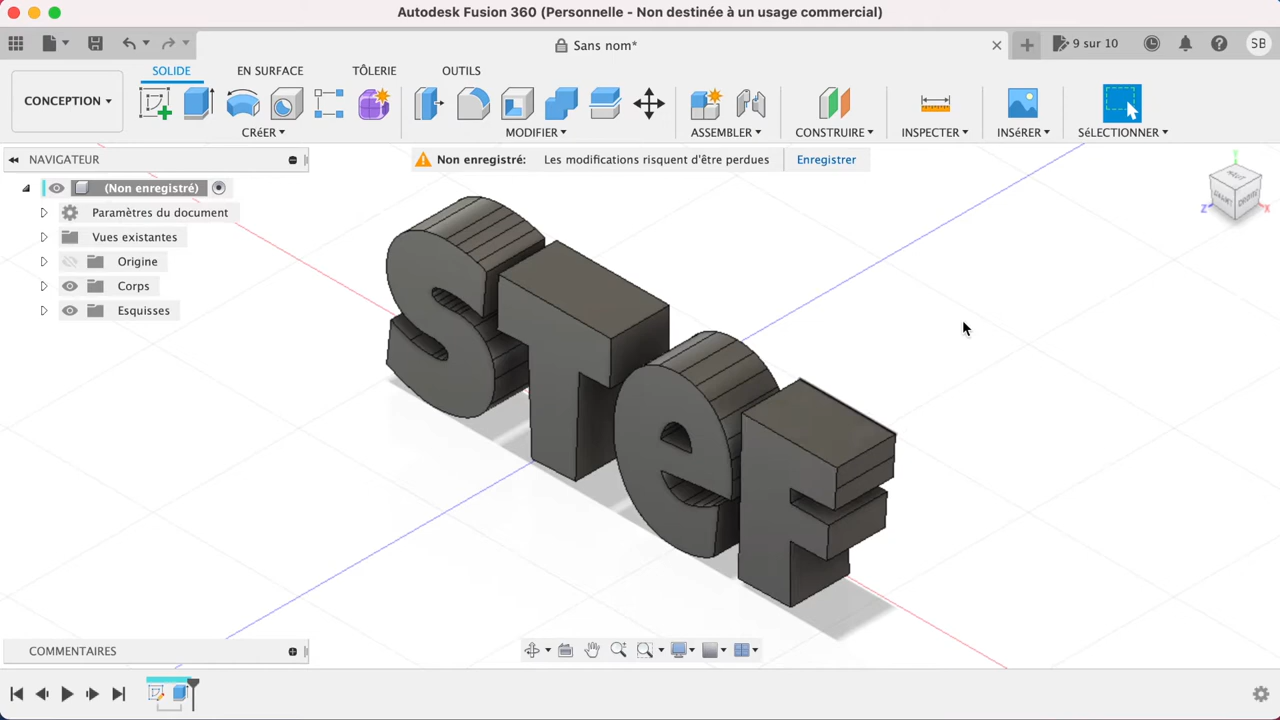 Autodesk Fusion 360 (Personnelle - Non destinée à un usage commercial)
Sans nom*
9 sur 10
SB
CONCEPTION
SOLIDE
EN SURFACE
TÔLERIE
OUTILS
CRéER
MODIFIER
ASSEMBLER
CONSTRUIRE
INSPECTER
INSéRER
SéLECTIONNER
NAVIGATEUR
Non enregistré: Les modifications risquent d'être perdues Enregistrer
(Non enregistré)
Paramètres du document
Vues existantes
Origine
Corps
Esquisses
HAUT
Z
X
STeF
COMMENTAIRES